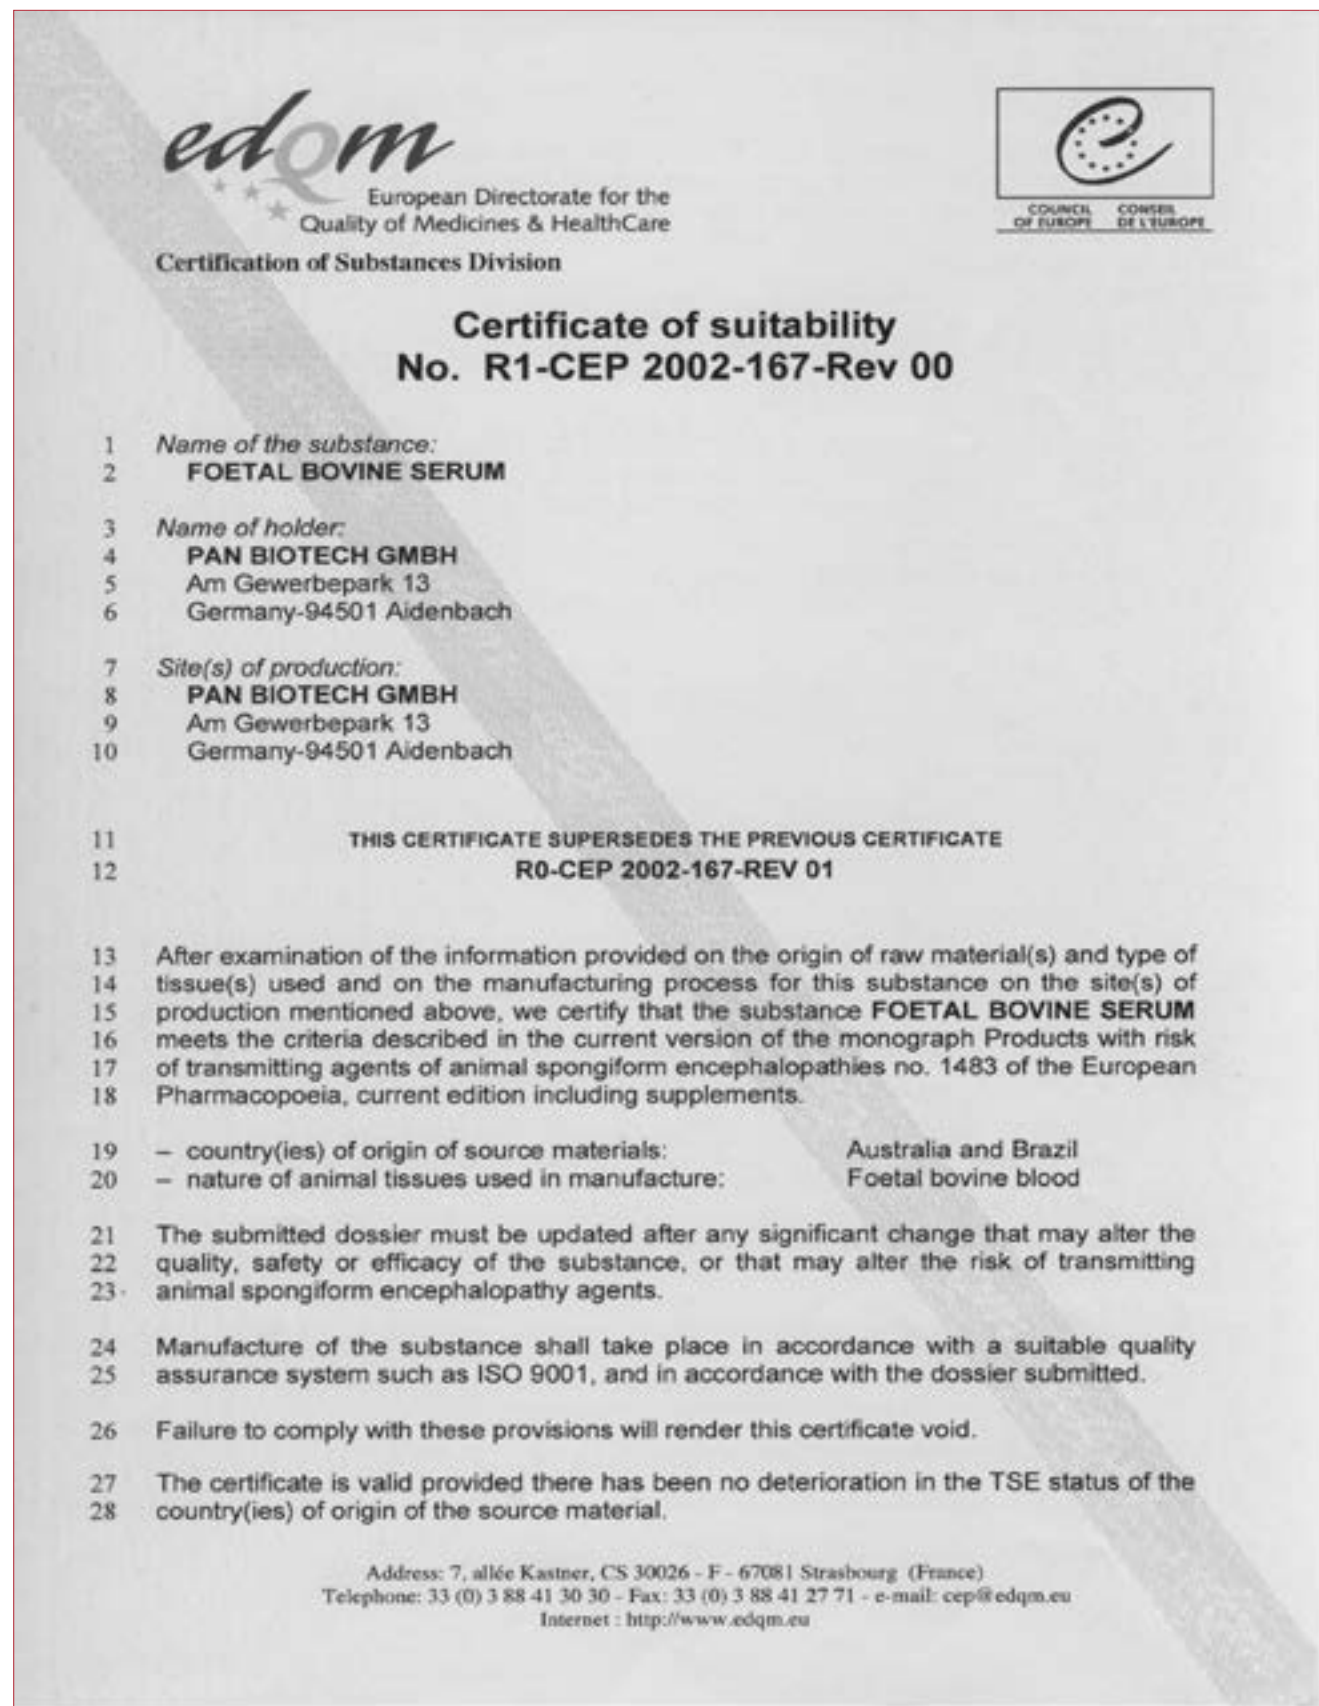 edQm
European Directorate for the
Quality of Medicines & HealthCare
COUNCIL OF EUROPE CONSEIL DE L'EUROPE
Certification of Substances Division
Certificate of suitability
No. R1-CEP 2002-167-Rev 00
1 Name of the substance:
2 FOETAL BOVINE SERUM
3 Name of holder:
4 PAN BIOTECH GMBH
5 Am Gewerbepark 13
6 Germany-94501 Aidenbach
7 Site(s) of production:
8 PAN BIOTECH GMBH
9 Am Gewerbepark 13
10 Germany-94501 Aidenbach
11 THIS CERTIFICATE SUPERSEDES THE PREVIOUS CERTIFICATE
12 R0-CEP 2002-167-REV 01
13 After examination of the information provided on the origin of raw material(s) and type of
14 tissue(s) used and on the manufacturing process for this substance on the site(s) of
15 production mentioned above, we certify that the substance FOETAL BOVINE SERUM
16 meets the criteria described in the current version of the monograph Products with risk
17 of transmitting agents of animal spongiform encephalopathies no. 1483 of the European
18 Pharmacopoeia, current edition including supplements.
19 – country(ies) of origin of source materials: Australia and Brazil
20 – nature of animal tissues used in manufacture: Foetal bovine blood
21 The submitted dossier must be updated after any significant change that may alter the
22 quality, safety or efficacy of the substance, or that may alter the risk of transmitting
23 animal spongiform encephalopathy agents.
24 Manufacture of the substance shall take place in accordance with a suitable quality
25 assurance system such as ISO 9001, and in accordance with the dossier submitted.
26 Failure to comply with these provisions will render this certificate void.
27 The certificate is valid provided there has been no deterioration in the TSE status of the
28 country(ies) of origin of the source material.
Address: 7, allée Kastner, CS 30026 - F - 67081 Strasbourg (France)
Telephone: 33 (0) 3 88 41 30 30 - Fax: 33 (0) 3 88 41 27 71 - e-mail: cep@edqm.eu
Internet : http://www.edqm.eu